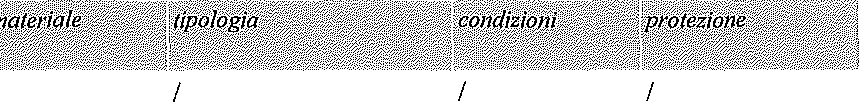 materiale tipologia condizioni protezione
/ / /